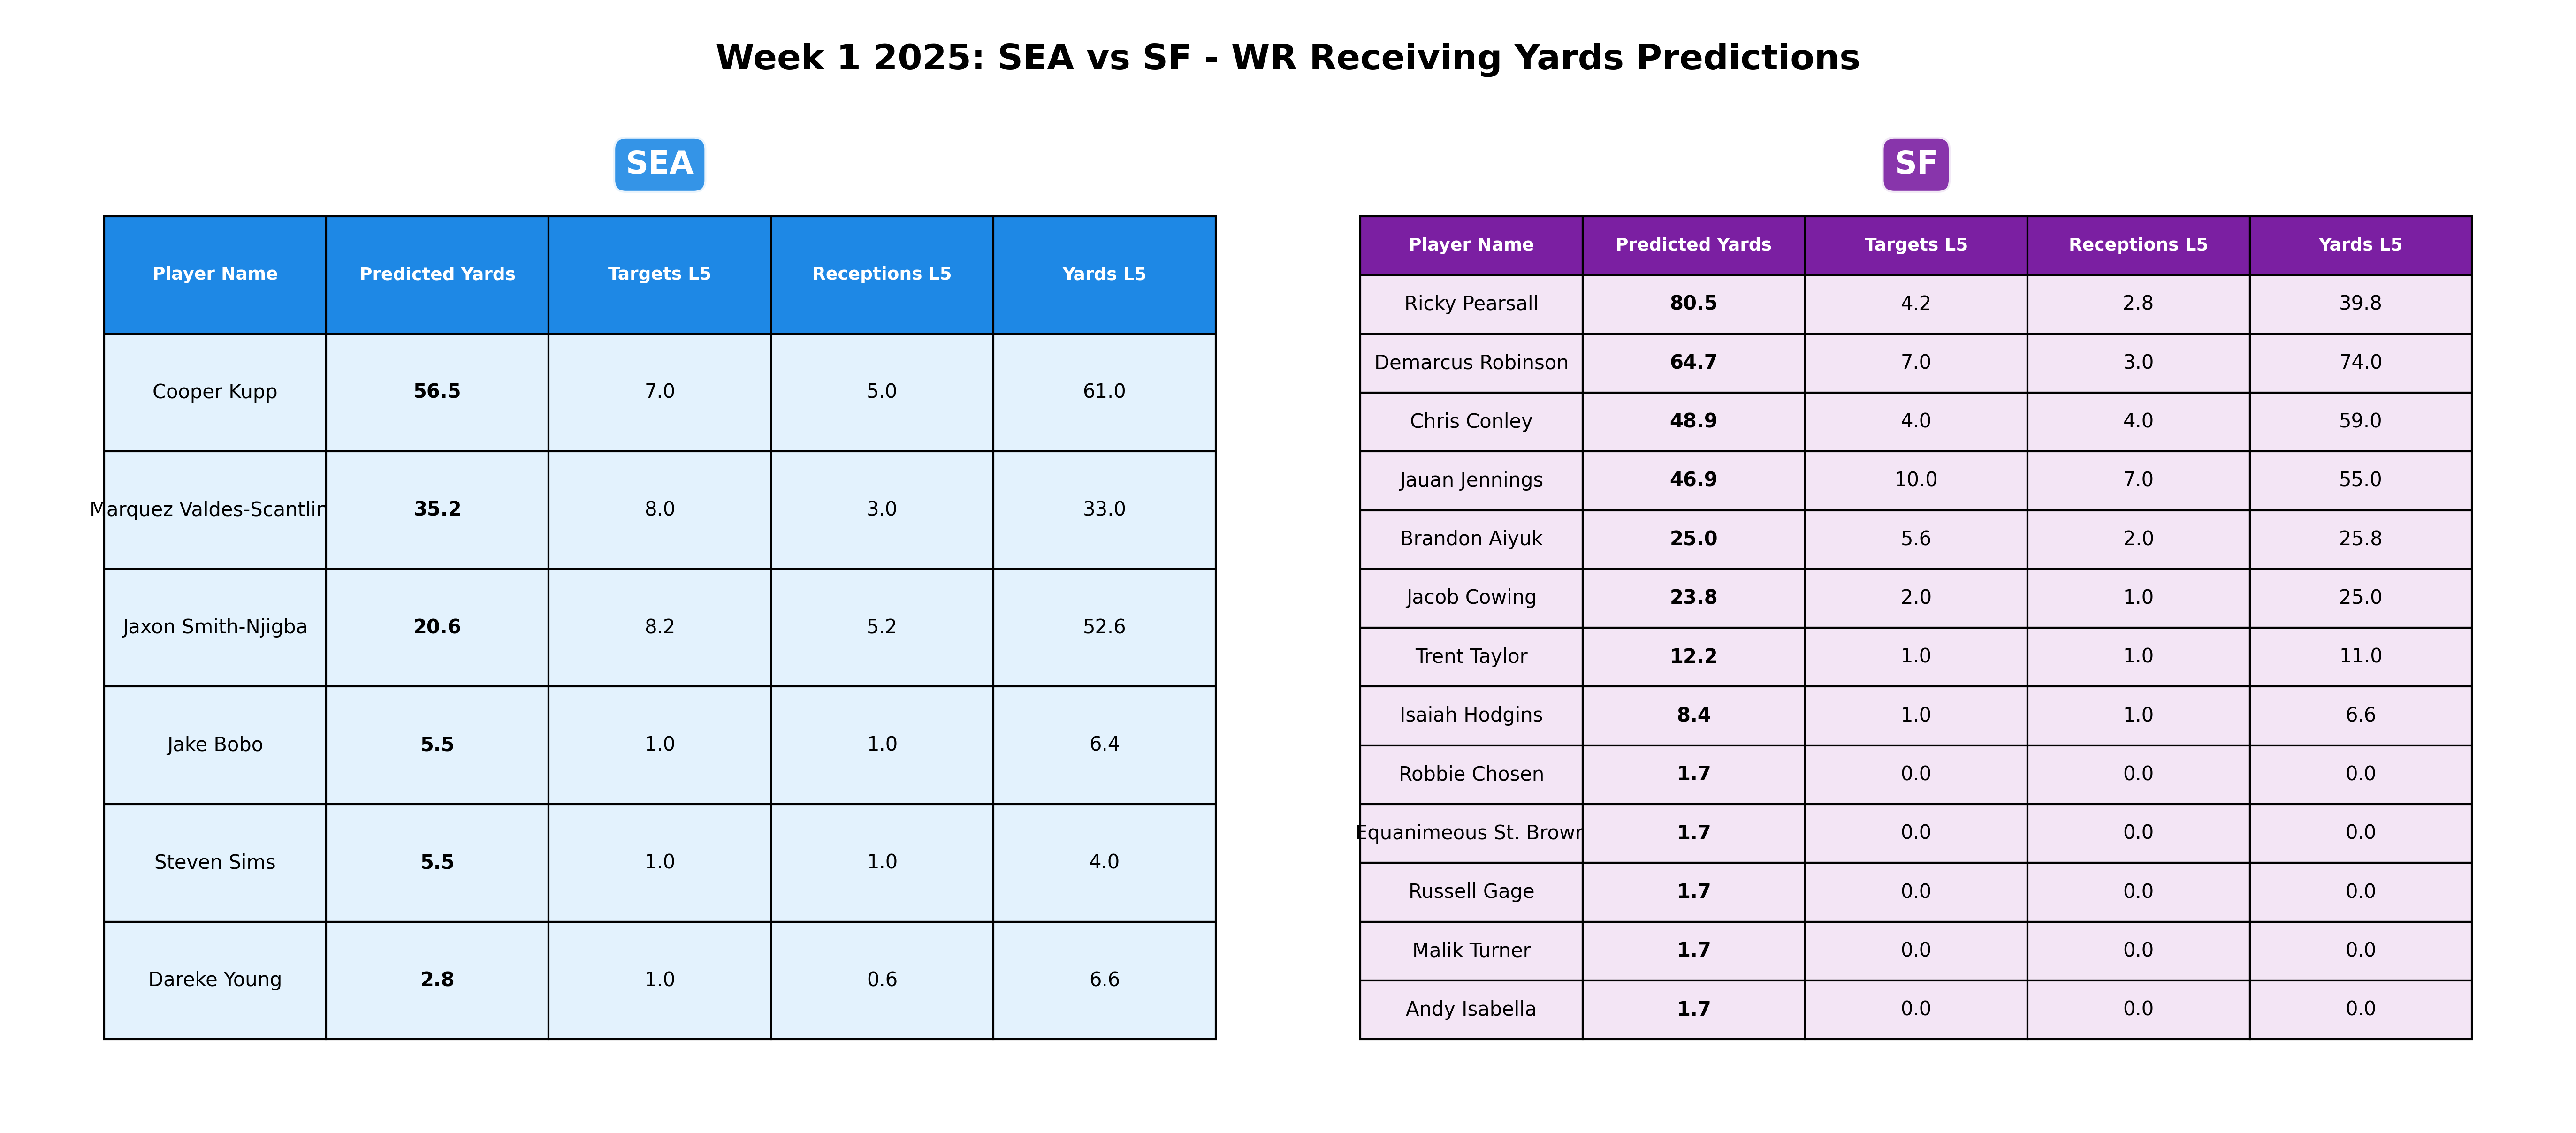 Week 1 2025: SEA vs SF - WR Receiving Yards Predictions
SEA
Player Name Predicted Yards Targets L5 Receptions L5 Yards L5
Cooper Kupp 56.5 7.0 5.0 61.0
Marquez Valdes-Scantlin 35.2 8.0 3.0 33.0
Jaxon Smith-Njigba 20.6 8.2 5.2 52.6
Jake Bobo 5.5 1.0 1.0 6.4
Steven Sims 5.5 1.0 1.0 4.0
Dareke Young 2.8 1.0 0.6 6.6
SF
Player Name Predicted Yards Targets L5 Receptions L5 Yards L5
Ricky Pearsall 80.5 4.2 2.8 39.8
Demarcus Robinson 64.7 7.0 3.0 74.0
Chris Conley 48.9 4.0 4.0 59.0
Jauan Jennings 46.9 10.0 7.0 55.0
Brandon Aiyuk 25.0 5.6 2.0 25.8
Jacob Cowing 23.8 2.0 1.0 25.0
Trent Taylor 12.2 1.0 1.0 11.0
Isaiah Hodgins 8.4 1.0 1.0 6.6
Robbie Chosen 1.7 0.0 0.0 0.0
Equanimeous St. Brown 1.7 0.0 0.0 0.0
Russell Gage 1.7 0.0 0.0 0.0
Malik Turner 1.7 0.0 0.0 0.0
Andy Isabella 1.7 0.0 0.0 0.0